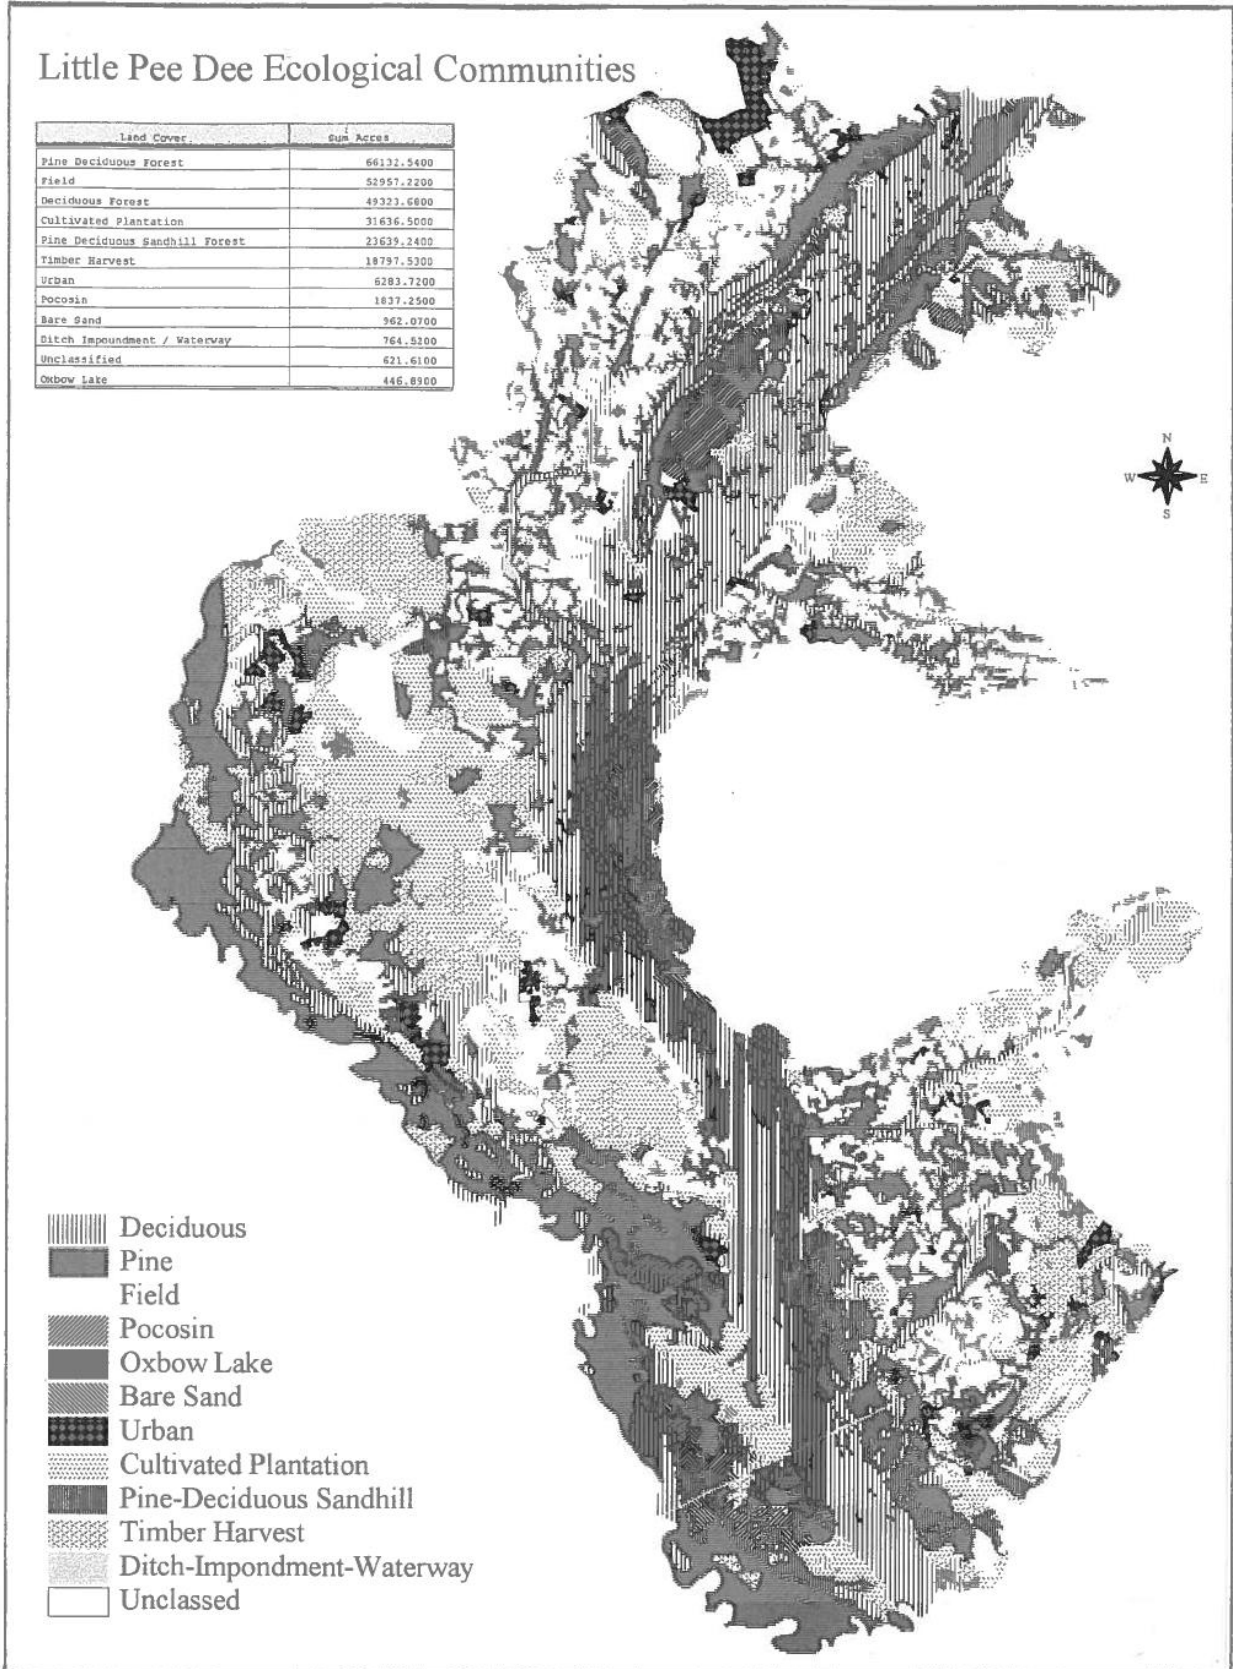 Little Pee Dee Ecological Communities
Land Cover Sum Acres
Pine Deciduous Forest 66132.5400
Field 52957.2200
Deciduous Forest 49323.6800
Cultivated Plantation 31636.5000
Pine Deciduous Sandhill Forest 23639.2400
Timber Harvest 18797.5300
Urban 6283.7200
Pocosin 1837.2500
Bare Sand 962.0700
Ditch Impoundment / Waterway 764.5200
Unclassified 621.6100
Oxbow Lake 446.8900
N
W E
S
Deciduous
Pine
Field
Pocosin
Oxbow Lake
Bare Sand
Urban
Cultivated Plantation
Pine-Deciduous Sandhill
Timber Harvest
Ditch-Impondment-Waterway
Unclassed